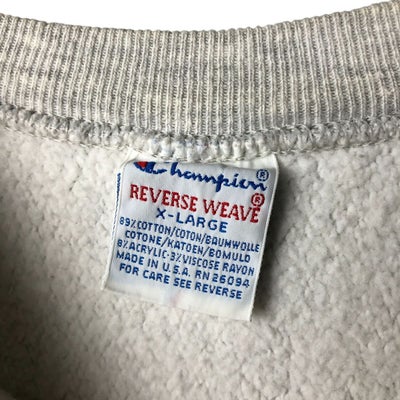 Champion®
REVERSE WEAVE®
X-LARGE
89% COTTON/COTON/BAUMWOLLE
COTONE/KATOEN/BOMULD
8% ACRYLIC-3% VISCOSE RAYON
MADE IN U.S.A. RN 26094
FOR CARE SEE REVERSE